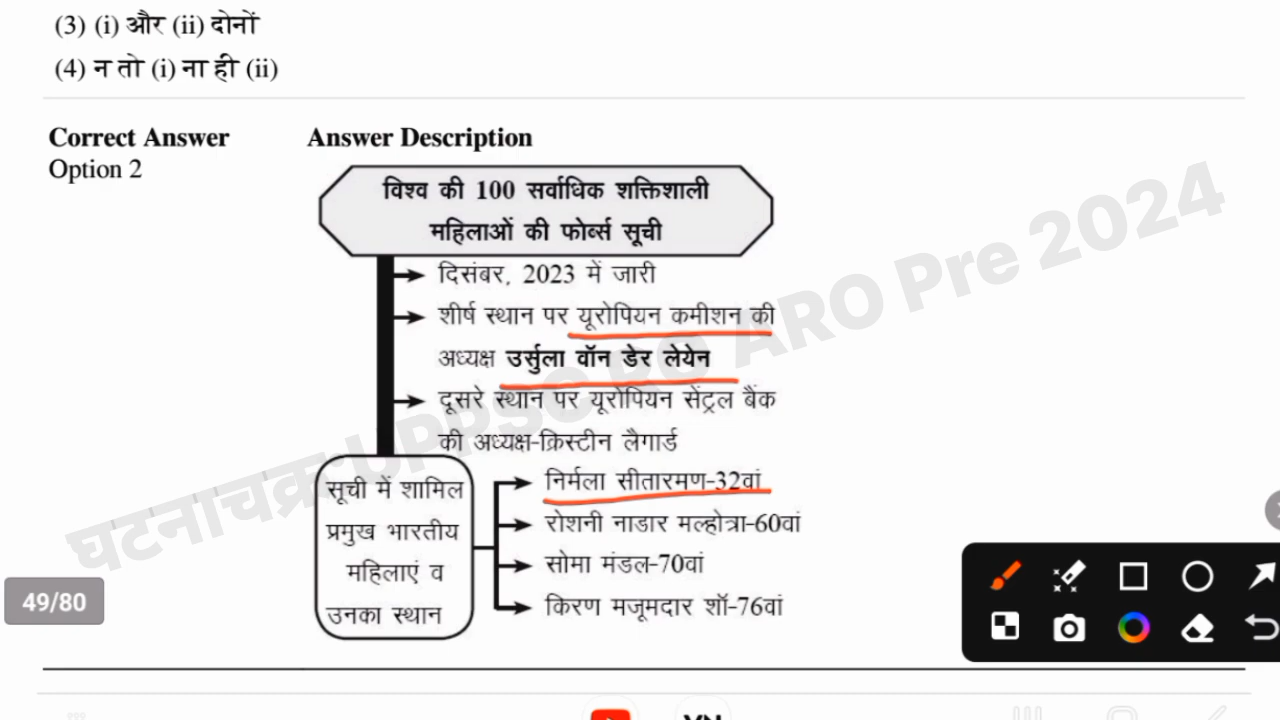 (3) (i) और (ii) दोनों
(4) न तो (i) ना ही (ii)
Correct Answer
Option 2
Answer Description
विश्व की 100 सर्वाधिक शक्तिशाली
महिलाओं की फोर्ब्स सूची
दिसंबर, 2023 में जारी
शीर्ष स्थान पर यूरोपियन कमीशन की
अध्यक्ष उर्सुला वॉन डेर लेयेन
दूसरे स्थान पर यूरोपियन सेंट्रल बैंक
की अध्यक्ष-क्रिस्टीन लैगार्ड
सूची में शामिल
प्रमुख भारतीय
महिलाएं व
उनका स्थान
निर्मला सीतारमण-32वां
रोशनी नाडार मल्होत्रा-60वां
सोमा मंडल-70वां
किरण मजूमदार शॉ-76वां
घटनाचक्र UPPSC RO ARO Pre 2024
49/80